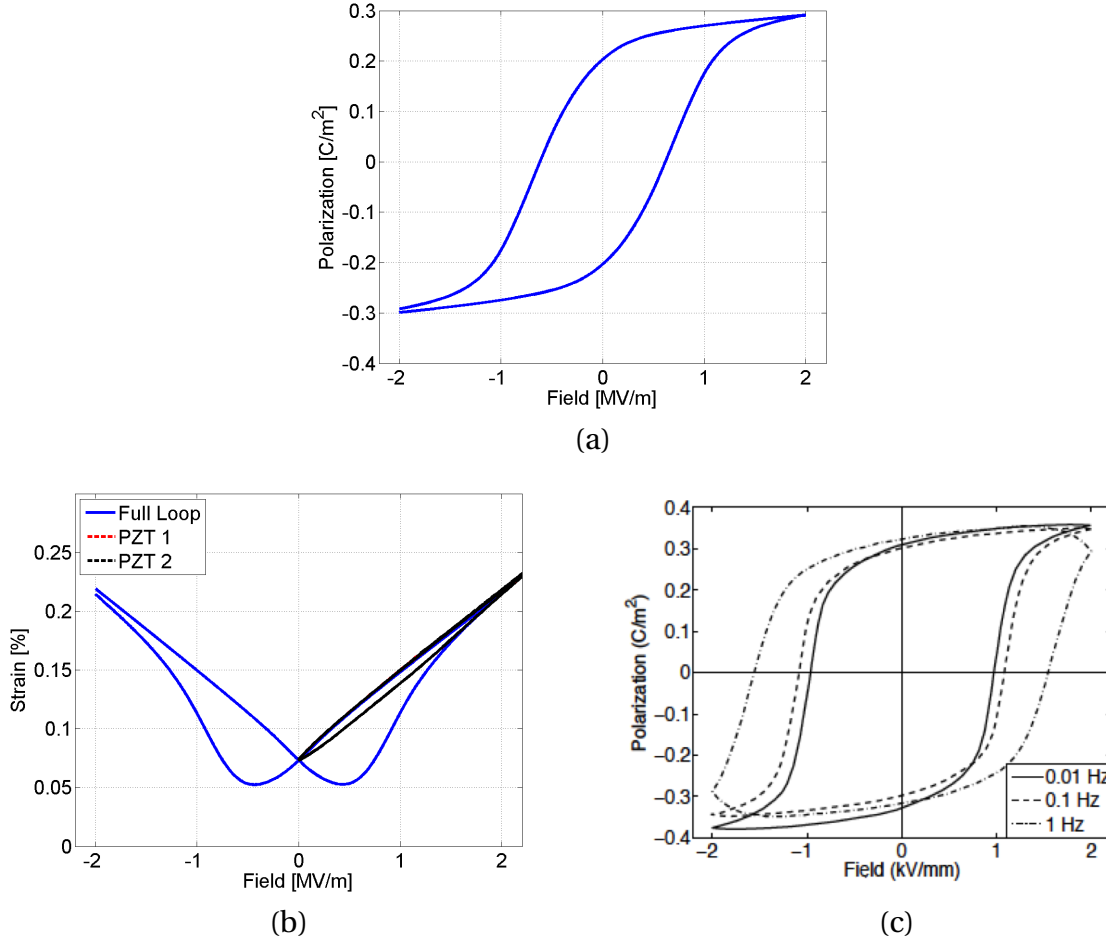 0.3
0.2
0.1
0
-0.1
-0.2
-0.3
-0.4
Polarization [C/m²]
-2 -1 0 1 2
Field [MV/m]
(a)
Full Loop
PZT 1
PZT 2
0.25
0.2
0.15
0.1
0.05
0
Strain [%]
-2 -1 0 1 2
Field [MV/m]
(b)
0.4
0.3
0.2
0.1
0
−0.1
−0.2
−0.3
−0.4
Polarization (C/m²)
0.01 Hz
0.1 Hz
1 Hz
−2 −1 0 1 2
Field (kV/mm)
(c)